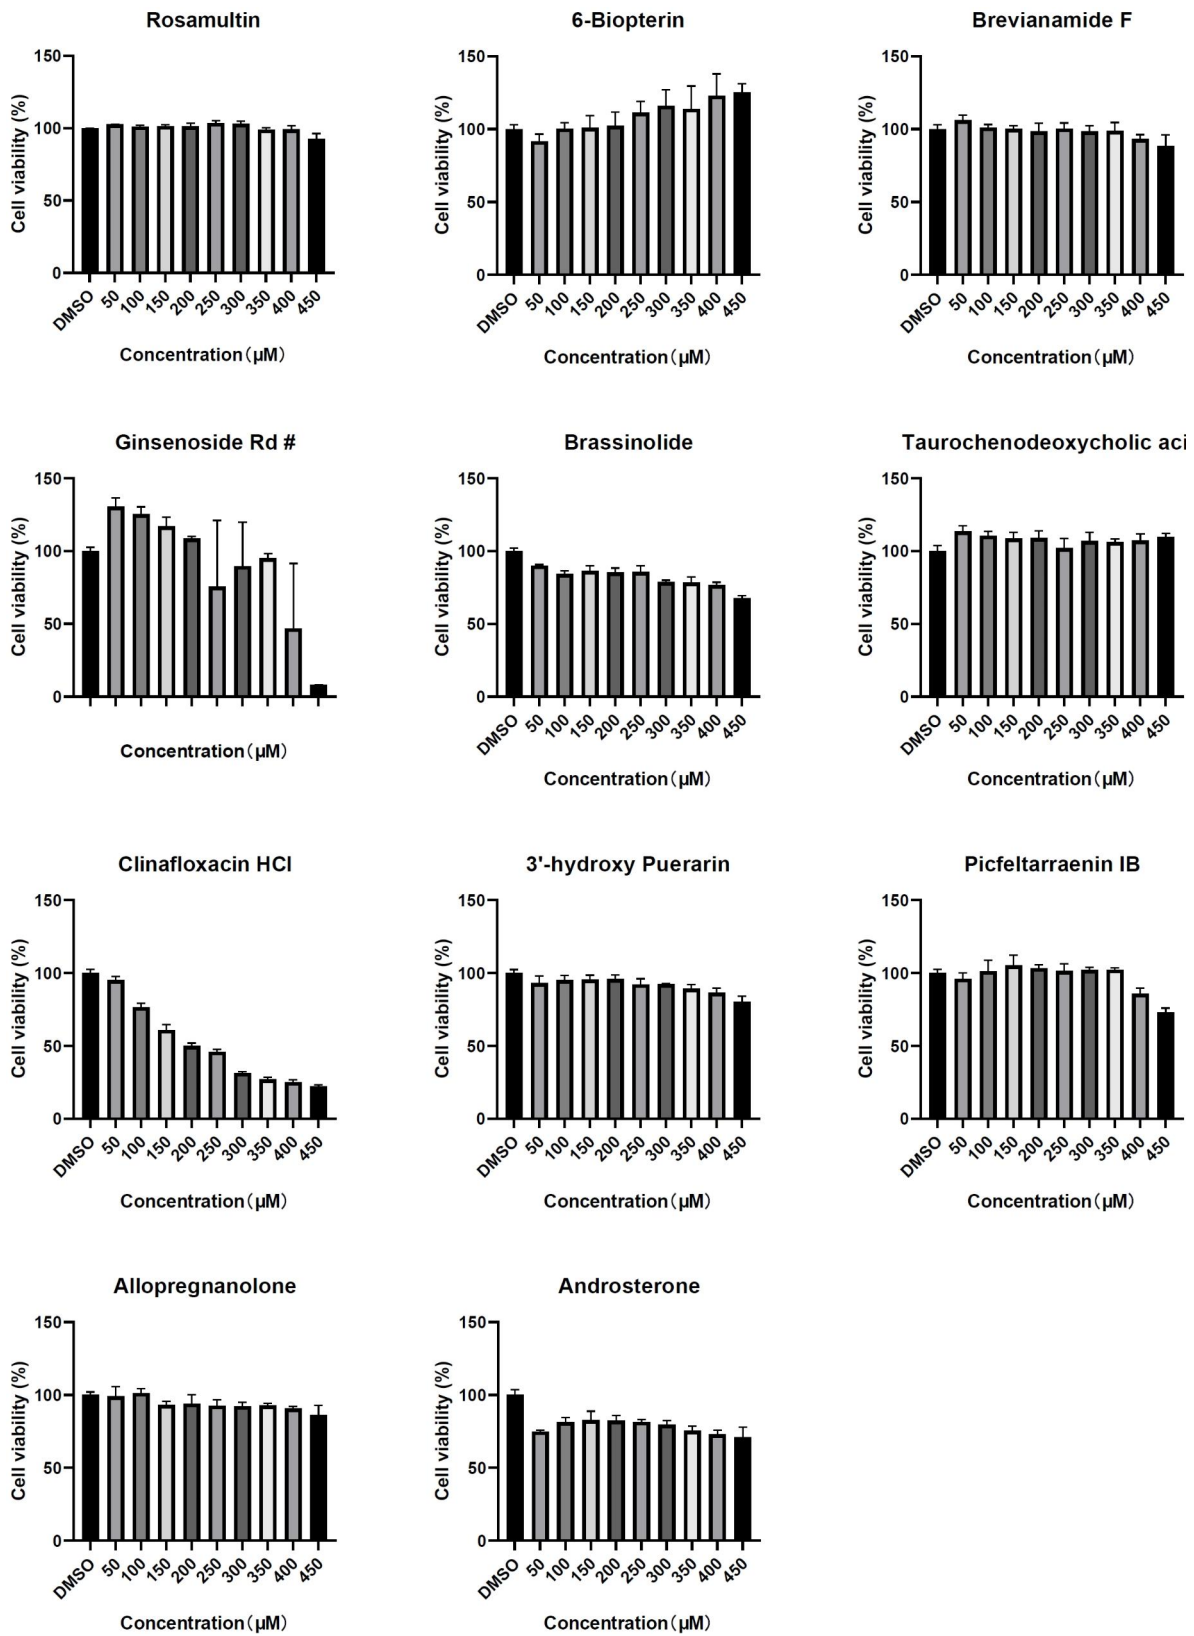 Rosamultin
Cell viability (%)
150
100
50
0
DMSO 50 100 150 200 250 300 350 400 450
Concentration(μM)
6-Biopterin
Cell viability (%)
150
100
50
0
DMSO 50 100 150 200 250 300 350 400 450
Concentration(μM)
Brevianamide F
Cell viability (%)
150
100
50
0
DMSO 50 100 150 200 250 300 350 400 450
Concentration(μM)
Ginsenoside Rd #
Cell viability (%)
150
100
50
0
Concentration(μM)
Brassinolide
Cell viability (%)
150
100
50
0
DMSO 50 100 150 200 250 300 350 400 450
Concentration(μM)
Taurochenodeoxycholic aci
Cell viability (%)
150
100
50
0
DMSO 50 100 150 200 250 300 350 400 450
Concentration(μM)
Clinafloxacin HCl
Cell viability (%)
150
100
50
0
DMSO 50 100 150 200 250 300 350 400 450
Concentration(μM)
3'-hydroxy Puerarin
Cell viability (%)
150
100
50
0
DMSO 50 100 150 200 250 300 350 400 450
Concentration(μM)
Picfeltarraenin IB
Cell viability (%)
150
100
50
0
DMSO 50 100 150 200 250 300 350 400 450
Concentration(μM)
Allopregnanolone
Cell viability (%)
150
100
50
0
DMSO 50 100 150 200 250 300 350 400 450
Concentration(μM)
Androsterone
Cell viability (%)
150
100
50
0
DMSO 50 100 150 200 250 300 350 400 450
Concentration(μM)